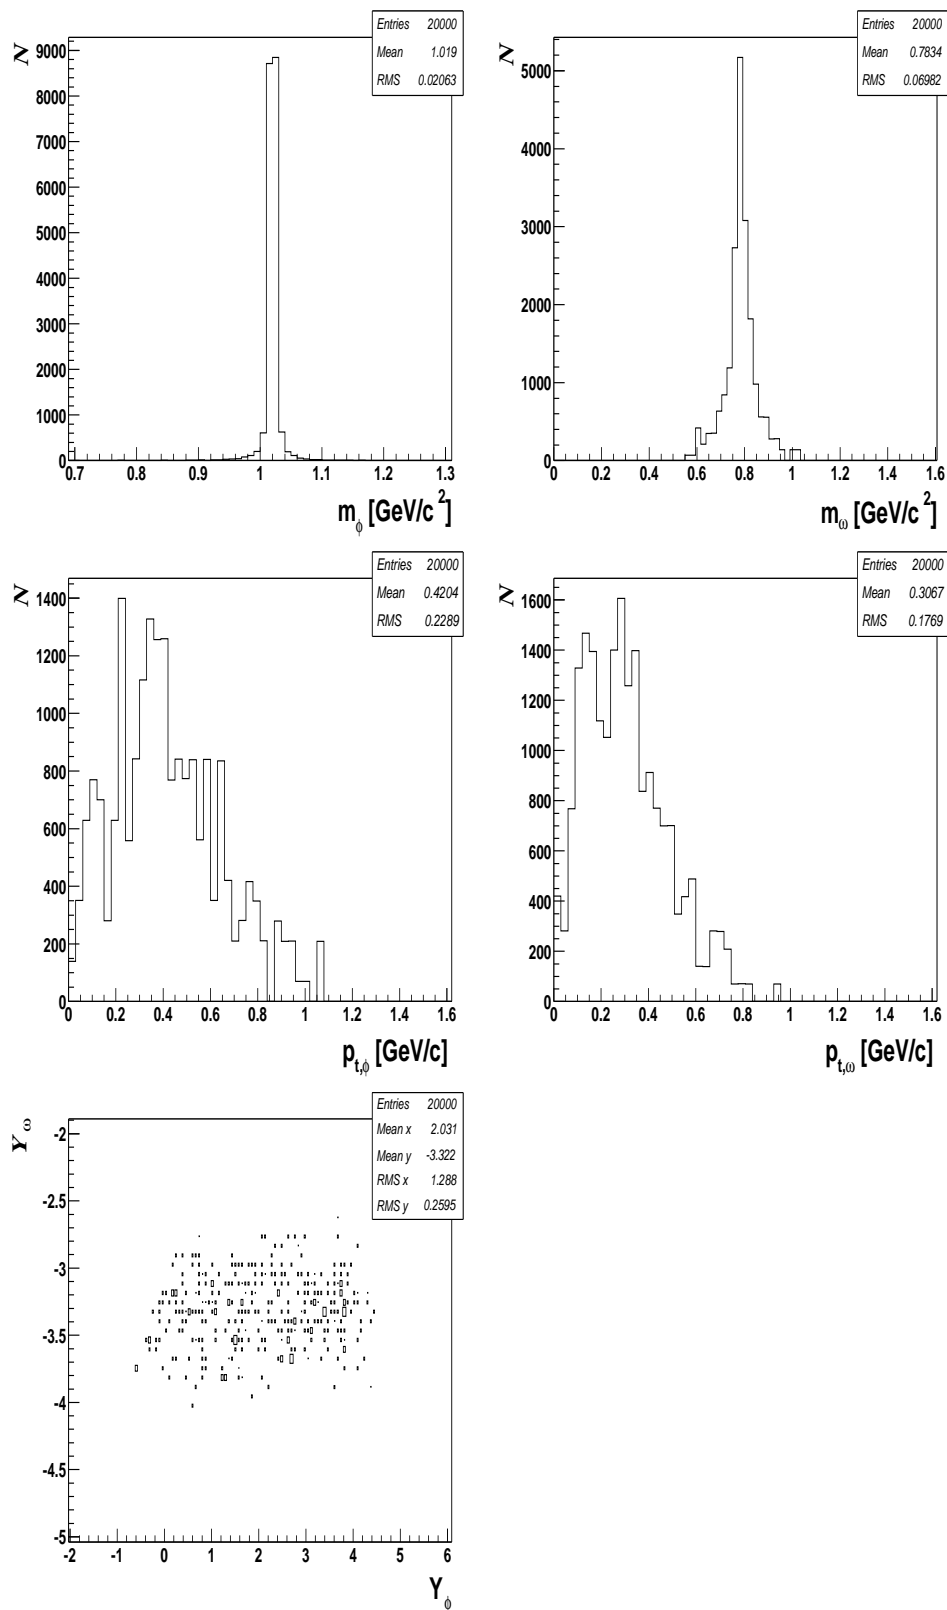 Entries 20000
Mean 1.019
RMS 0.02063
N
9000
8000
7000
6000
5000
4000
3000
2000
1000
0
0.7 0.8 0.9 1 1.1 1.2 1.3
m_ϕ [GeV/c²]
Entries 20000
Mean 0.7834
RMS 0.06982
N
5000
4000
3000
2000
1000
0
0 0.2 0.4 0.6 0.8 1.0 1.2 1.4 1.6
m_ω [GeV/c²]
Entries 20000
Mean 0.4204
RMS 0.2289
N
1400
1200
1000
800
600
400
200
0
0 0.2 0.4 0.6 0.8 1 1.2 1.4 1.6
p_t,ϕ [GeV/c]
Entries 20000
Mean 0.3067
RMS 0.1769
N
1600
1400
1200
1000
800
600
400
200
0
0 0.2 0.4 0.6 0.8 1 1.2 1.4 1.6
p_t,ω [GeV/c]
Entries 20000
Mean x 2.031
Mean y -3.322
RMS x 1.288
RMS y 0.2595
Y_ω
-2
-2.5
-3
-3.5
-4
-4.5
-5
-2 -1 0 1 2 3 4 5 6
Y_ϕ